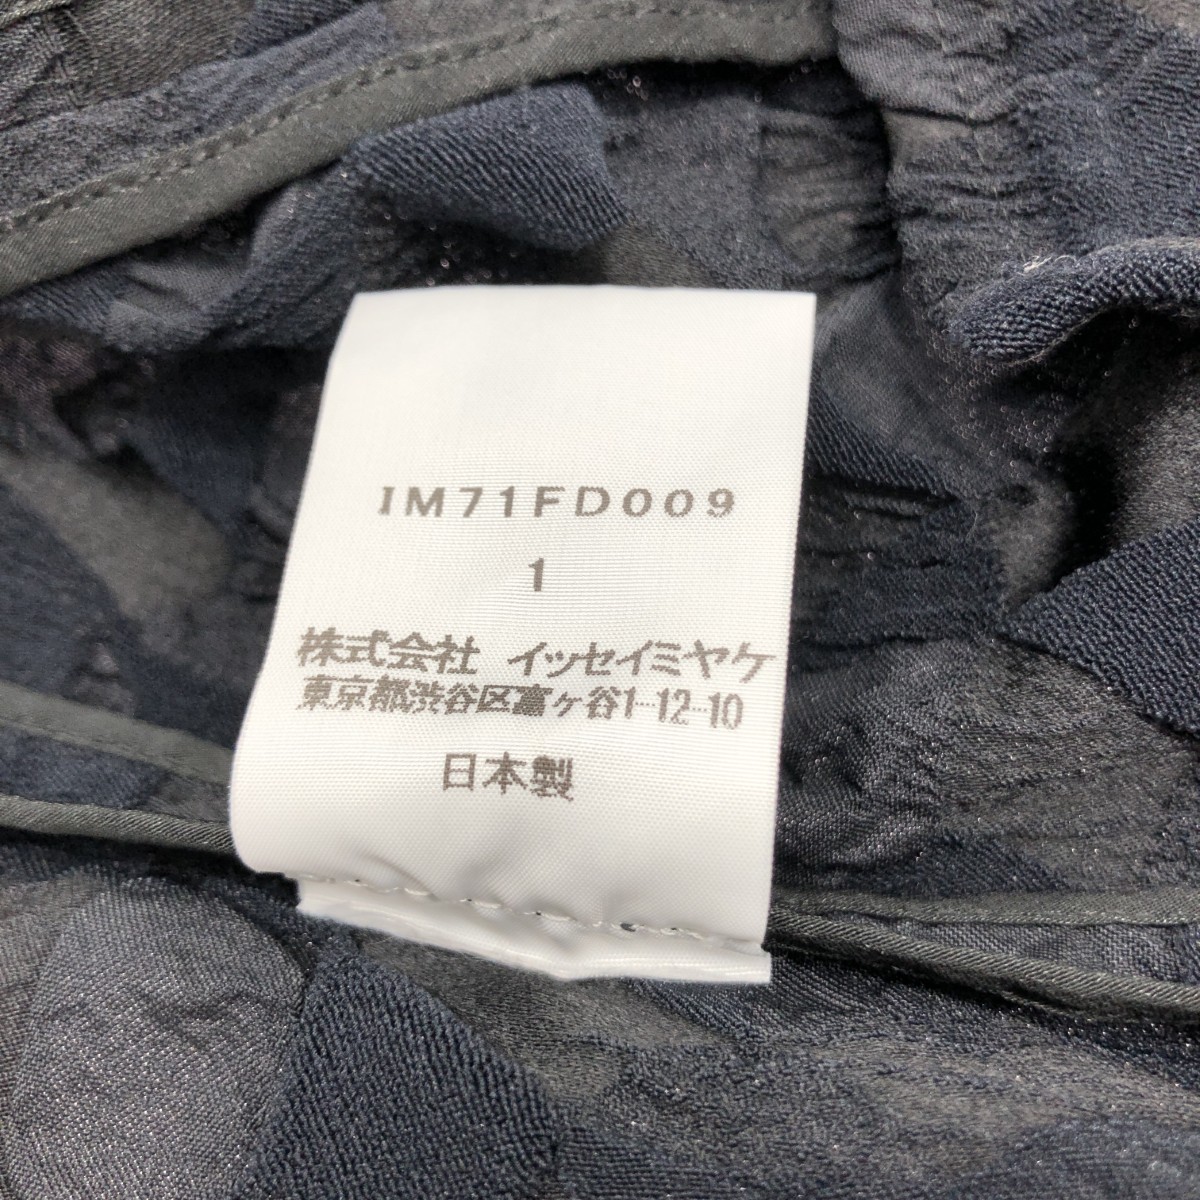 IM71FD009
1
株式会社 イッセイミヤケ
東京都渋谷区富ヶ谷1-12-10
日本製